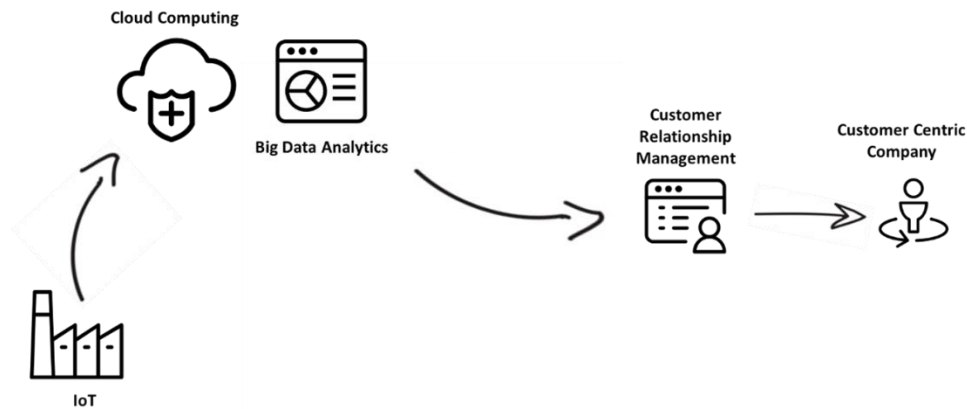 Cloud Computing
Big Data Analytics
Customer
Relationship
Management
Customer Centric
Company
IoT